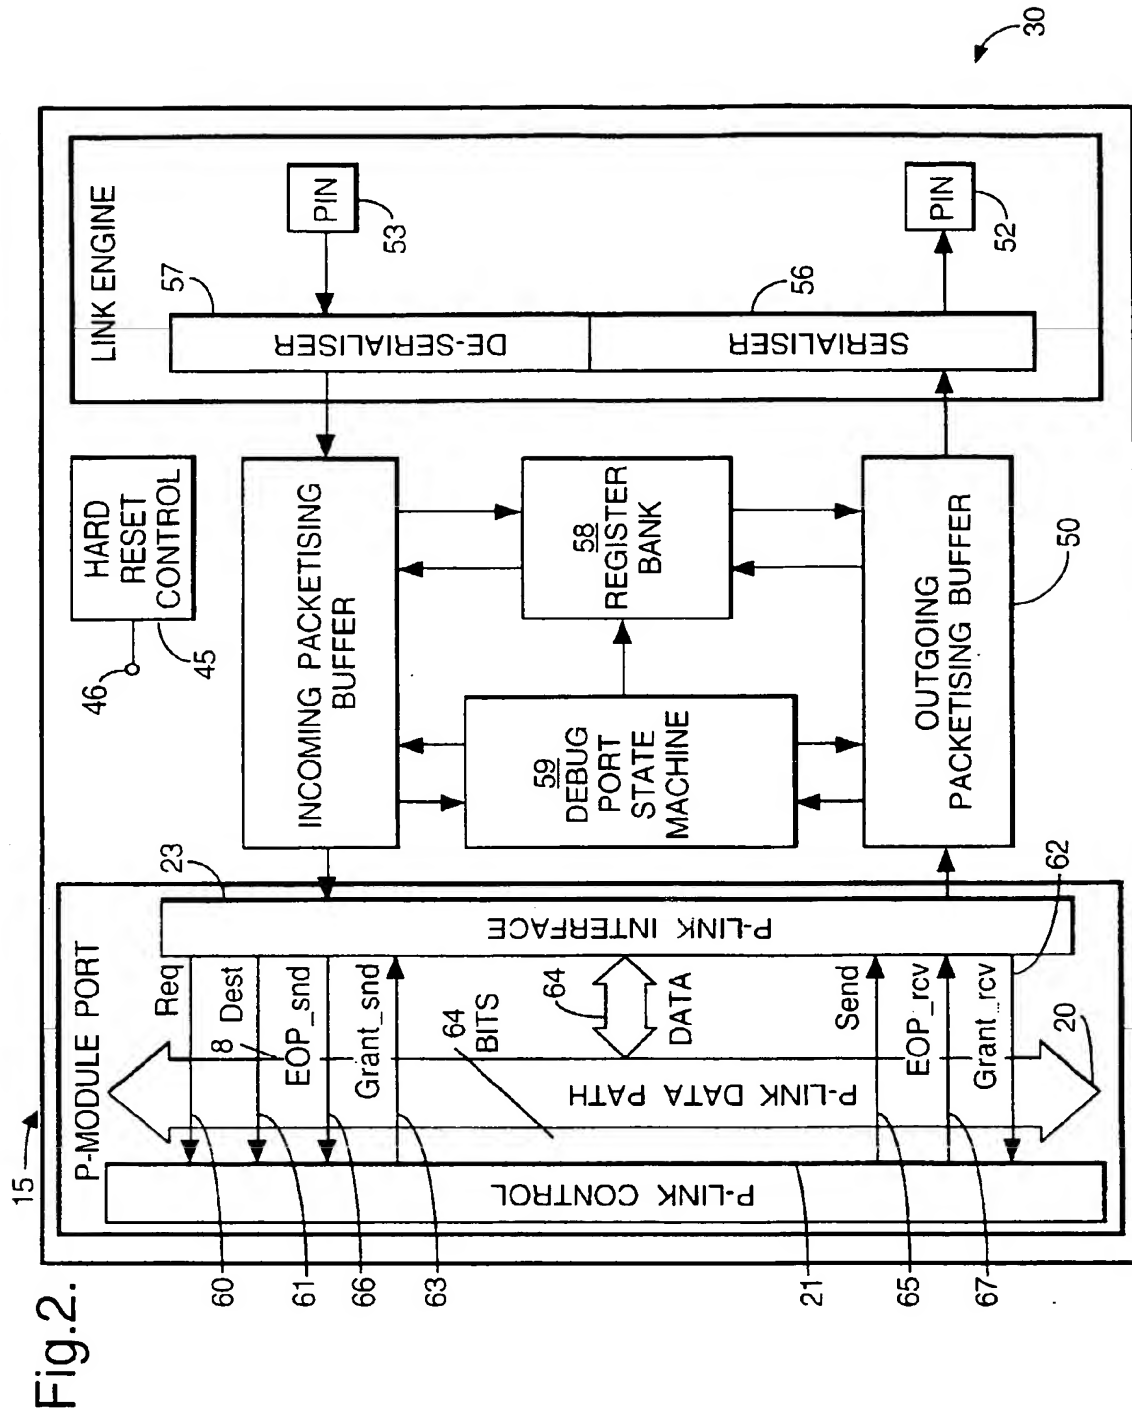 Fig.2.
15
30
P-MODULE PORT
P-LINK CONTROL
P-LINK DATA PATH
P-LINK INTERFACE
Req
Dest
8
EOP_snd
Grant_snd
64
BITS
64
DATA
Send
EOP_rcv
Grant_rcv
20
23
62
60
61
66
63
21
65
67
46
45
HARD
RESET
CONTROL
INCOMING PACKETISING
BUFFER
59
DEBUG
PORT
STATE
MACHINE
58
REGISTER
BANK
OUTGOING
PACKETISING BUFFER
50
LINK ENGINE
57
DE-SERIALISER
SERIALISER
56
PIN
53
PIN
52